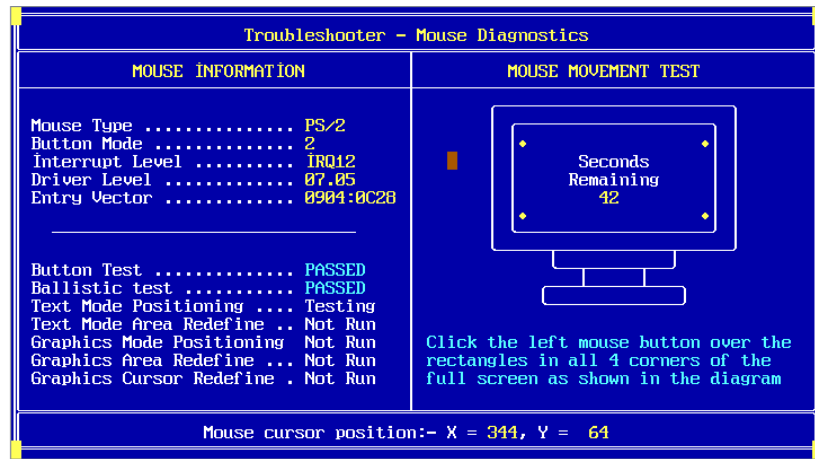 Troubleshooter – Mouse Diagnostics
MOUSE İNFORMATİON
Mouse Type ............... PS/2
Button Mode .............. 2
İnterrupt Level .......... İRQ12
Driver Level ............. 07.05
Entry Vector ............. 0904:0C28
Button Test .............. PASSED
Ballistic test ........... PASSED
Text Mode Positioning .... Testing
Text Mode Area Redefine .. Not Run
Graphics Mode Positioning  Not Run
Graphics Area Redefine ... Not Run
Graphics Cursor Redefine . Not Run
MOUSE MOVEMENT TEST
Seconds
Remaining
42
Click the left mouse button over the
rectangles in all 4 corners of the
full screen as shown in the diagram
Mouse cursor position:– X = 344, Y =  64